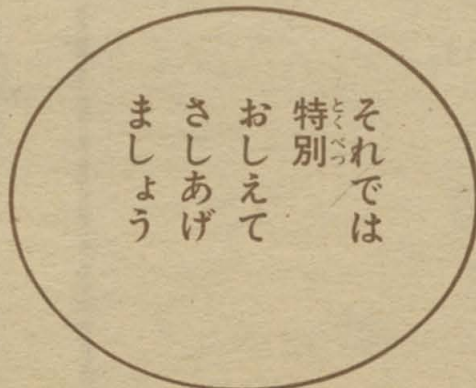 それでは
特別
おしえて
さしあげ
ましょう